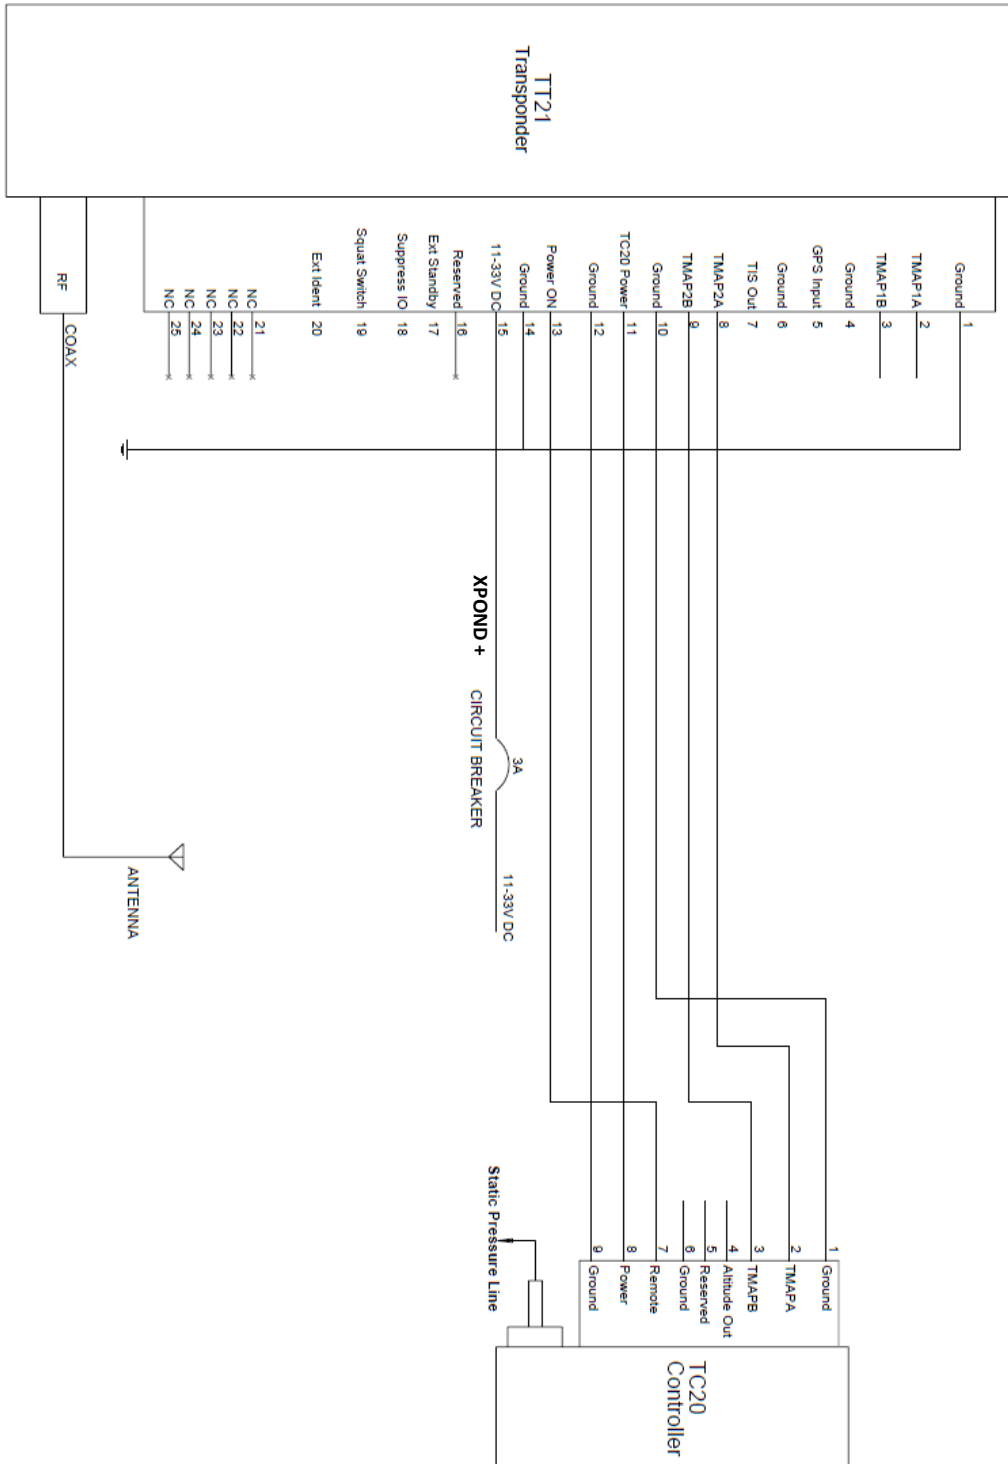 TT21
Transponder
Ground 1
TMAP1A 2
TMAP1B 3
Ground 4
GPS Input 5
Ground 6
TIS Out 7
TMAP2A 8
TMAP2B 9
Ground 10
TC20 Power 11
Ground 12
Power ON 13
Ground 14
11-33V DC 15
Reserved 16
Ext Standby 17
Suppress IO 18
Squat Switch 19
Ext Ident 20
NC 21
NC 22
NC 23
NC 24
NC 25
RF
COAX
ANTENNA
XPOND +
CIRCUIT BREAKER
3A
11-33V DC
1 Ground
2 TMAPA
3 TMAPB
4 Altitude Out
5 Reserved
6 Ground
7 Remote
8 Power
9 Ground
Static Pressure Line
TC20
Controller